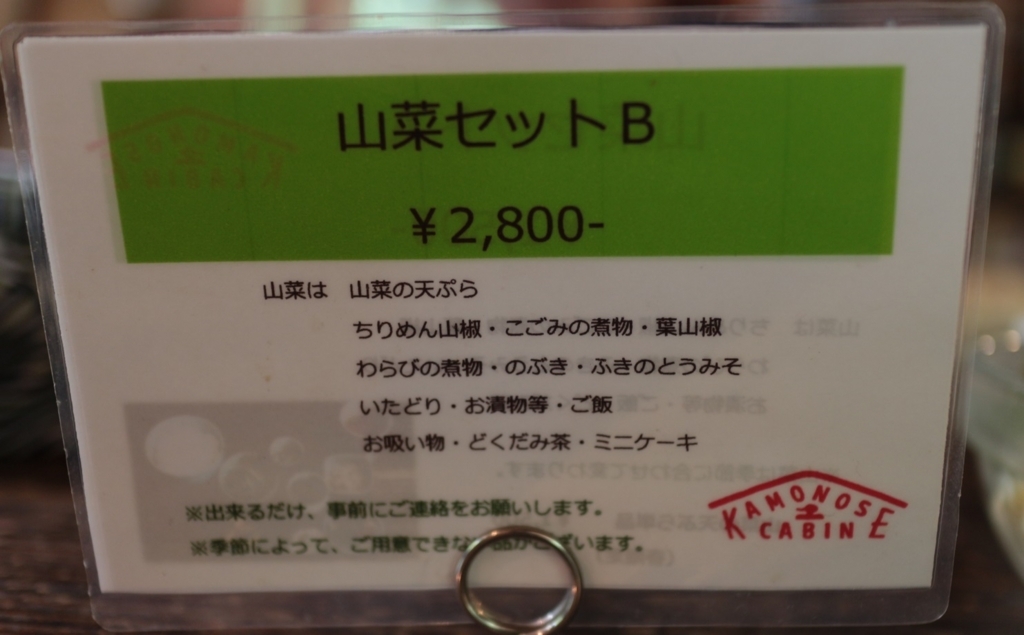 山菜セットB
￥2,800-
山菜は　山菜の天ぷら
ちりめん山椒・こごみの煮物・葉山椒
わらびの煮物・のぶき・ふきのとうみそ
いたどり・お漬物等・ご飯
お吸い物・どくだみ茶・ミニケーキ
※出来るだけ、事前にご連絡をお願いします。
※季節によって、ご用意できな 品がございます。
KAMONOSE
CABIN